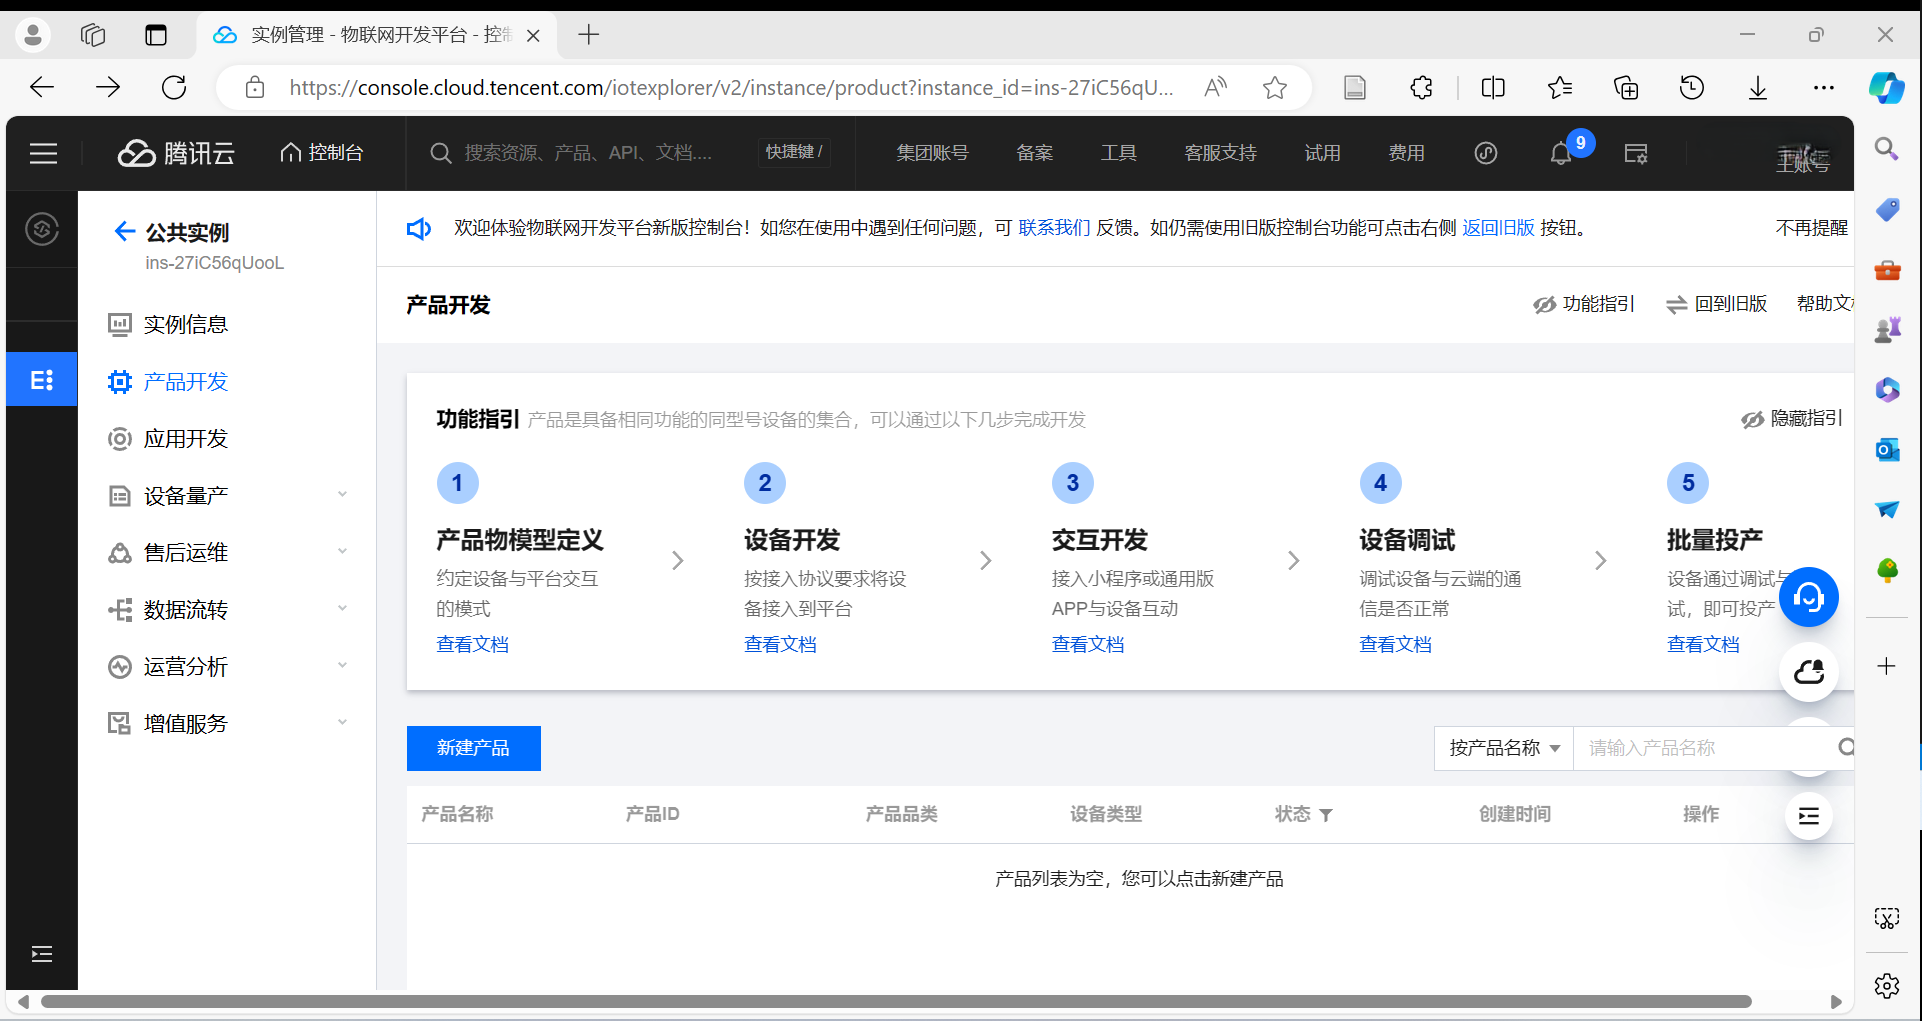 实例管理 - 物联网开发平台 - 控制
https://console.cloud.tencent.com/iotexplorer/v2/instance/product?instance_id=ins-27iC56qU...
腾讯云
控制台
搜索资源、产品、API、文档....
快捷键 /
集团账号
备案
工具
客服支持
试用
费用
9
主账号
公共实例
ins-27iC56qUooL
欢迎体验物联网开发平台新版控制台！如您在使用中遇到任何问题，可 联系我们 反馈。如仍需使用旧版控制台功能可点击右侧 返回旧版 按钮。
不再提醒
产品开发
功能指引
回到旧版
帮助文档
实例信息
产品开发
应用开发
设备量产
售后运维
数据流转
运营分析
增值服务
功能指引 产品是具备相同功能的同型号设备的集合，可以通过以下几步完成开发
隐藏指引
1
产品物模型定义
约定设备与平台交互
的模式
查看文档
2
设备开发
按接入协议要求将设
备接入到平台
查看文档
3
交互开发
接入小程序或通用版
APP与设备互动
查看文档
4
设备调试
调试设备与云端的通
信是否正常
查看文档
5
批量投产
设备通过调试与
试，即可投产
查看文档
新建产品
按产品名称
请输入产品名称
产品名称
产品ID
产品品类
设备类型
状态
创建时间
操作
产品列表为空，您可以点击新建产品